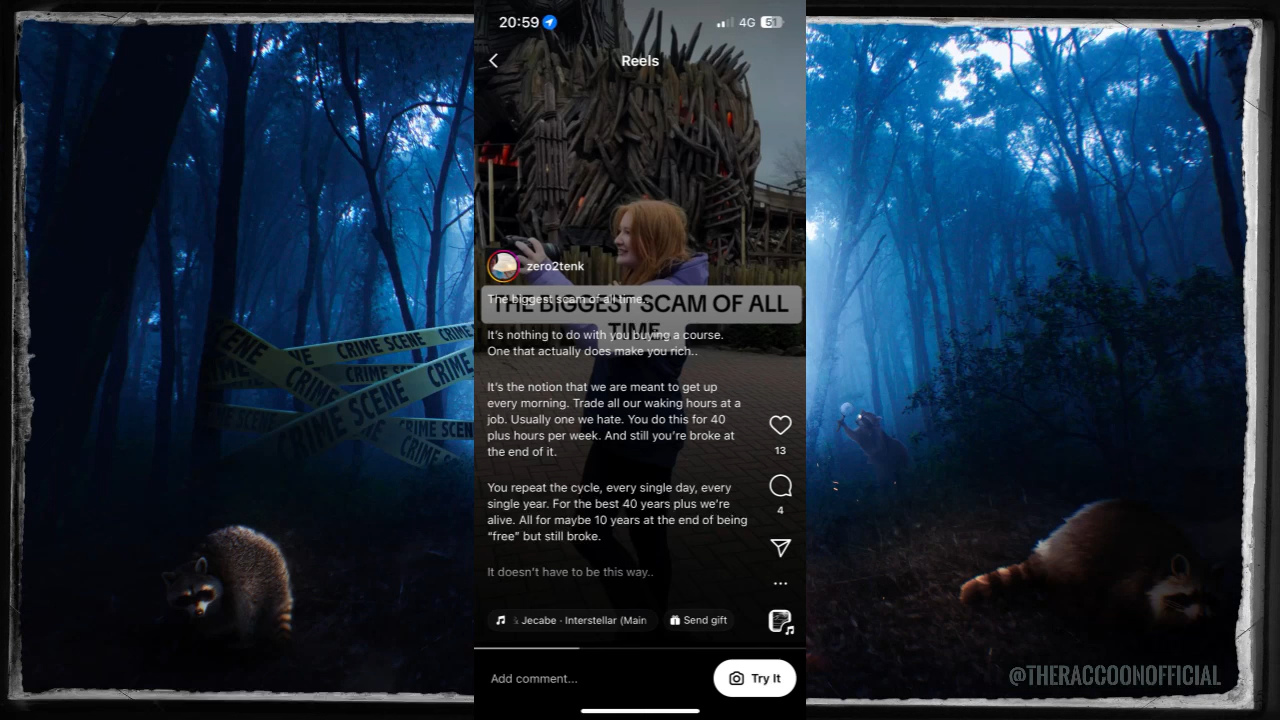 20:59
4G
51
Reels
zero2tenk
The biggest scam of all time..
THE BIGGEST SCAM OF ALL
TIME
It's nothing to do with you buying a course.
One that actually does make you rich..
It's the notion that we are meant to get up
every morning. Trade all our waking hours at a
job. Usually one we hate. You do this for 40
plus hours per week. And still you're broke at
the end of it.
You repeat the cycle, every single day, every
single year. For the best 40 years plus we're
alive. All for maybe 10 years at the end of being
“free” but still broke.
It doesn't have to be this way..
13
4
Jecabe · Interstellar (Main
Send gift
Add comment...
Try It
CRIME SCENE
CRIME
CRIME SCENE
CRIME SCENE
@THERACCOONOFFICIAL